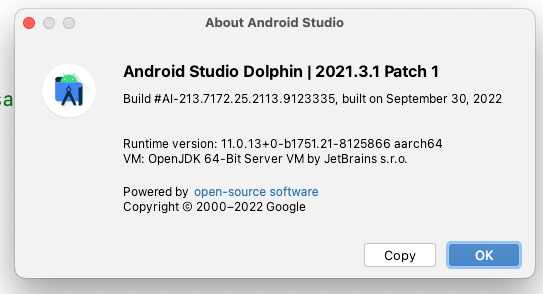 About Android Studio
Android Studio Dolphin | 2021.3.1 Patch 1
Build #AI-213.7172.25.2113.9123335, built on September 30, 2022
Runtime version: 11.0.13+0-b1751.21-8125866 aarch64
VM: OpenJDK 64-Bit Server VM by JetBrains s.r.o.
Powered by open-source software
Copyright © 2000–2022 Google
Copy OK
sa
AI